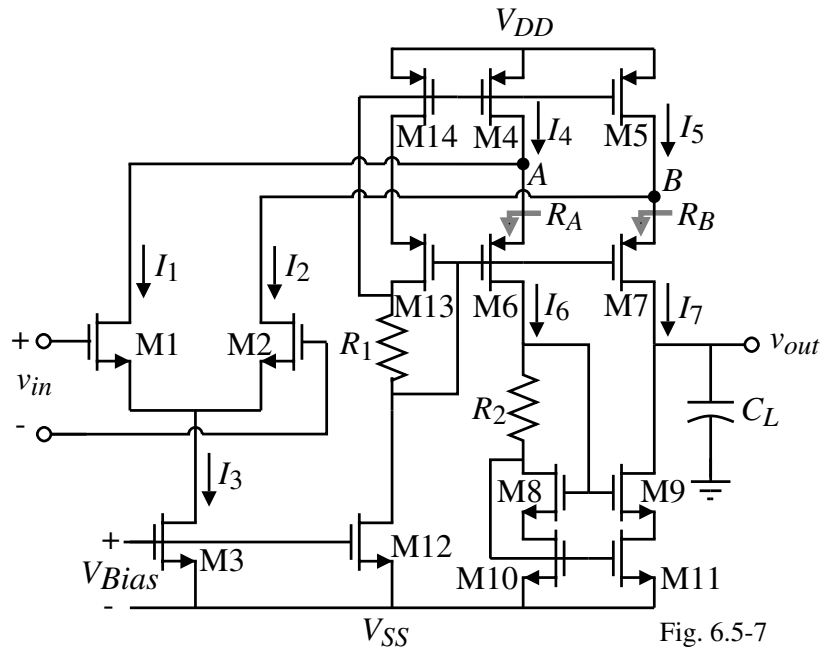 V_DD
M14
M4
I_4
M5
I_5
A
B
R_A
R_B
I_1
I_2
M13
M6
I_6
M7
I_7
+
M1
M2
R_1
v_out
v_in
R_2
C_L
-
I_3
M8
M9
+
M3
M12
V_Bias
M10
M11
-
V_SS
Fig. 6.5-7